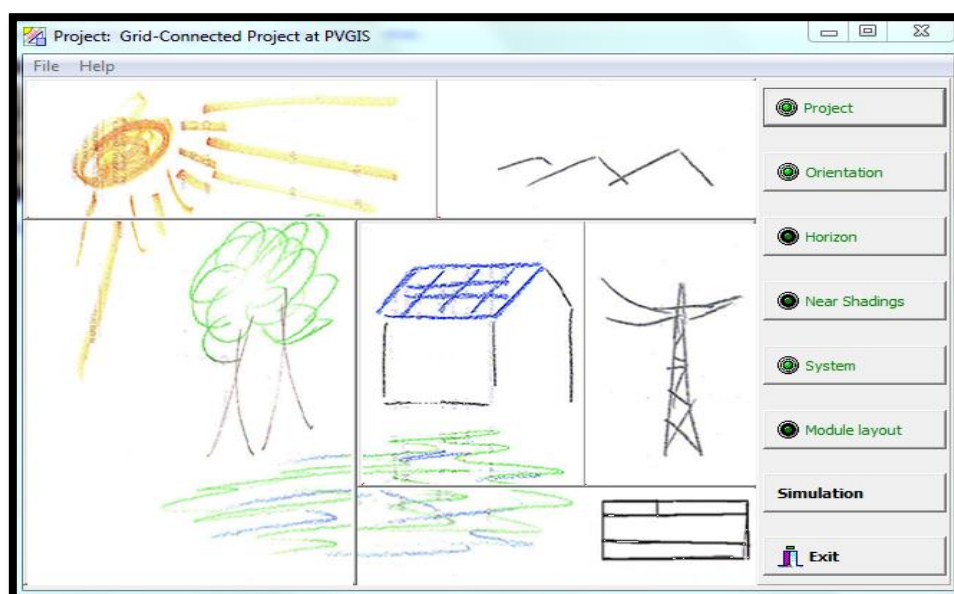 Project: Grid-Connected Project at PVGIS
File Help
Project
Orientation
Horizon
Near Shadings
System
Module layout
Simulation
Exit